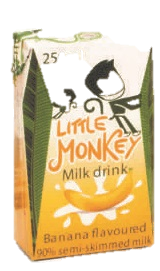 25
LITTLE
MONKEY
Milk drink
Banana flavoured
90% semi-skimmed milk